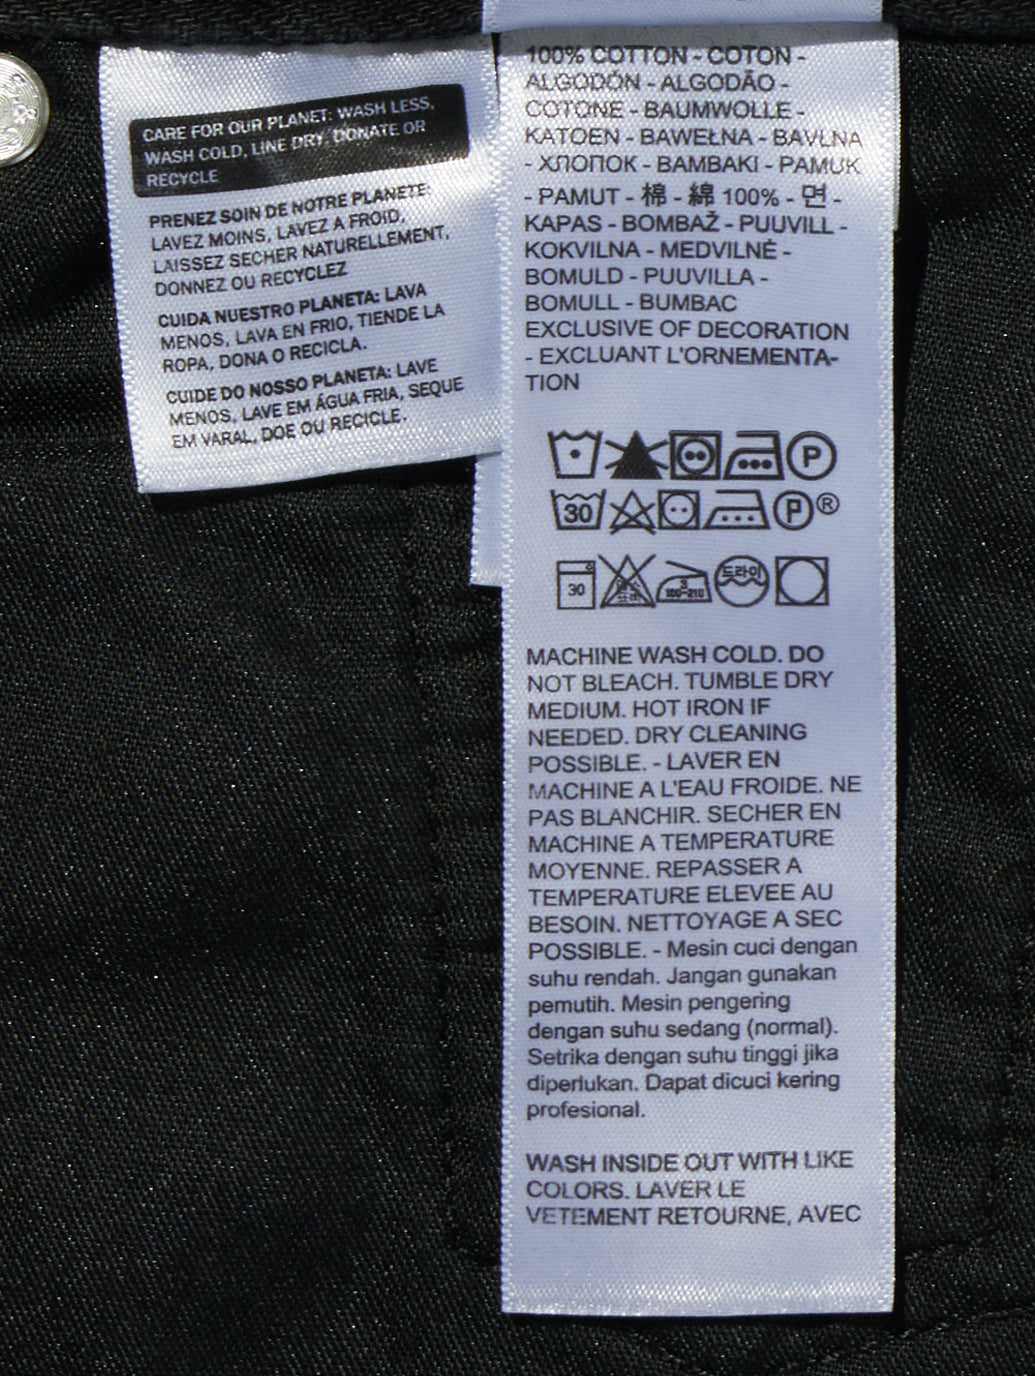 CARE FOR OUR PLANET: WASH LESS,
WASH COLD, LINE DRY, DONATE OR
RECYCLE
PRENEZ SOIN DE NOTRE PLANETE:
LAVEZ MOINS, LAVEZ A FROID,
LAISSEZ SECHER NATURELLEMENT,
DONNEZ OU RECYCLEZ
CUIDA NUESTRO PLANETA: LAVA
MENOS, LAVA EN FRIO, TIENDE LA
ROPA, DONA O RECICLA.
CUIDE DO NOSSO PLANETA: LAVE
MENOS, LAVE EM ÁGUA FRIA, SEQUE
EM VARAL, DOE OU RECICLE.
100% COTTON - COTON -
ALGODÓN - ALGODÃO -
COTONE - BAUMWOLLE -
KATOEN - BAWEŁNA - BAVLNA
- ХЛОПОК - ΒΑΜΒΑΚΙ - PAMUK
- PAMUT - 棉 - 綿 100% - 면 -
KAPAS - BOMBAŽ - PUUVILL -
KOKVILNA - MEDVILNĖ -
BOMULD - PUUVILLA -
BOMULL - BUMBAC
EXCLUSIVE OF DECORATION
- EXCLUANT L'ORNEMENTA-
TION
P
30 P ®
30 3 180-210 드라이
MACHINE WASH COLD. DO
NOT BLEACH. TUMBLE DRY
MEDIUM. HOT IRON IF
NEEDED. DRY CLEANING
POSSIBLE. - LAVER EN
MACHINE A L'EAU FROIDE. NE
PAS BLANCHIR. SECHER EN
MACHINE A TEMPERATURE
MOYENNE. REPASSER A
TEMPERATURE ELEVEE AU
BESOIN. NETTOYAGE A SEC
POSSIBLE. - Mesin cuci dengan
suhu rendah. Jangan gunakan
pemutih. Mesin pengering
dengan suhu sedang (normal).
Setrika dengan suhu tinggi jika
diperlukan. Dapat dicuci kering
profesional.
WASH INSIDE OUT WITH LIKE
COLORS. LAVER LE
VETEMENT RETOURNE, AVEC